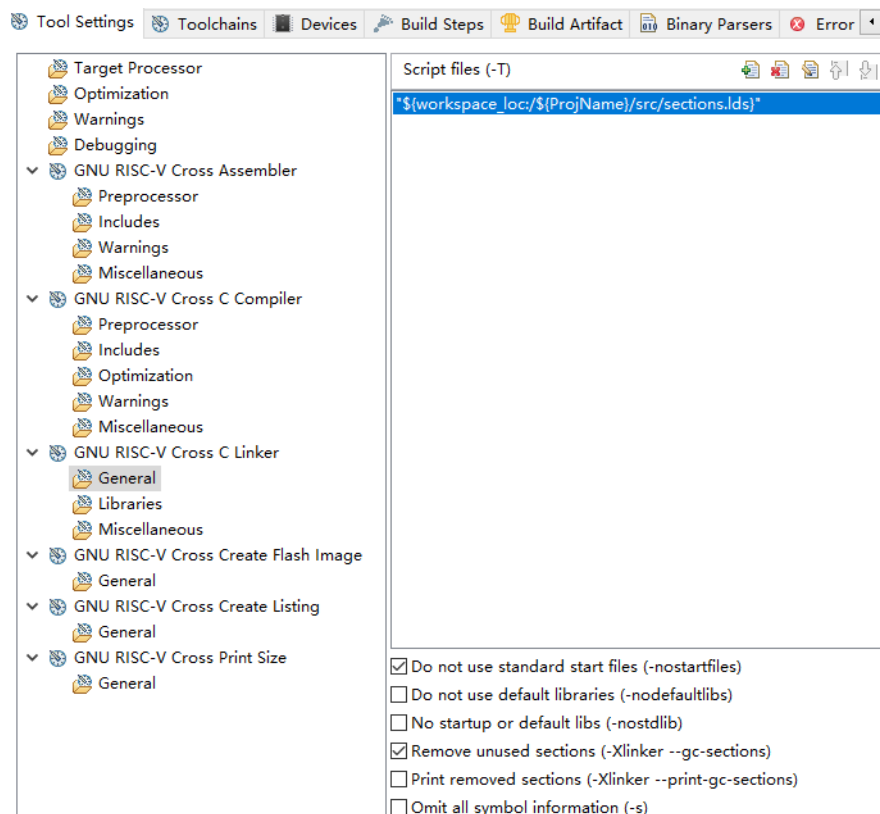 Tool Settings Toolchains Devices Build Steps Build Artifact Binary Parsers Error
Target Processor
Optimization
Warnings
Debugging
GNU RISC-V Cross Assembler
Preprocessor
Includes
Warnings
Miscellaneous
GNU RISC-V Cross C Compiler
Preprocessor
Includes
Optimization
Warnings
Miscellaneous
GNU RISC-V Cross C Linker
General
Libraries
Miscellaneous
GNU RISC-V Cross Create Flash Image
General
GNU RISC-V Cross Create Listing
General
GNU RISC-V Cross Print Size
General
Script files (-T)
"${workspace_loc:/${ProjName}/src/sections.lds}"
Do not use standard start files (-nostartfiles)
Do not use default libraries (-nodefaultlibs)
No startup or default libs (-nostdlib)
Remove unused sections (-Xlinker --gc-sections)
Print removed sections (-Xlinker --print-gc-sections)
Omit all symbol information (-s)